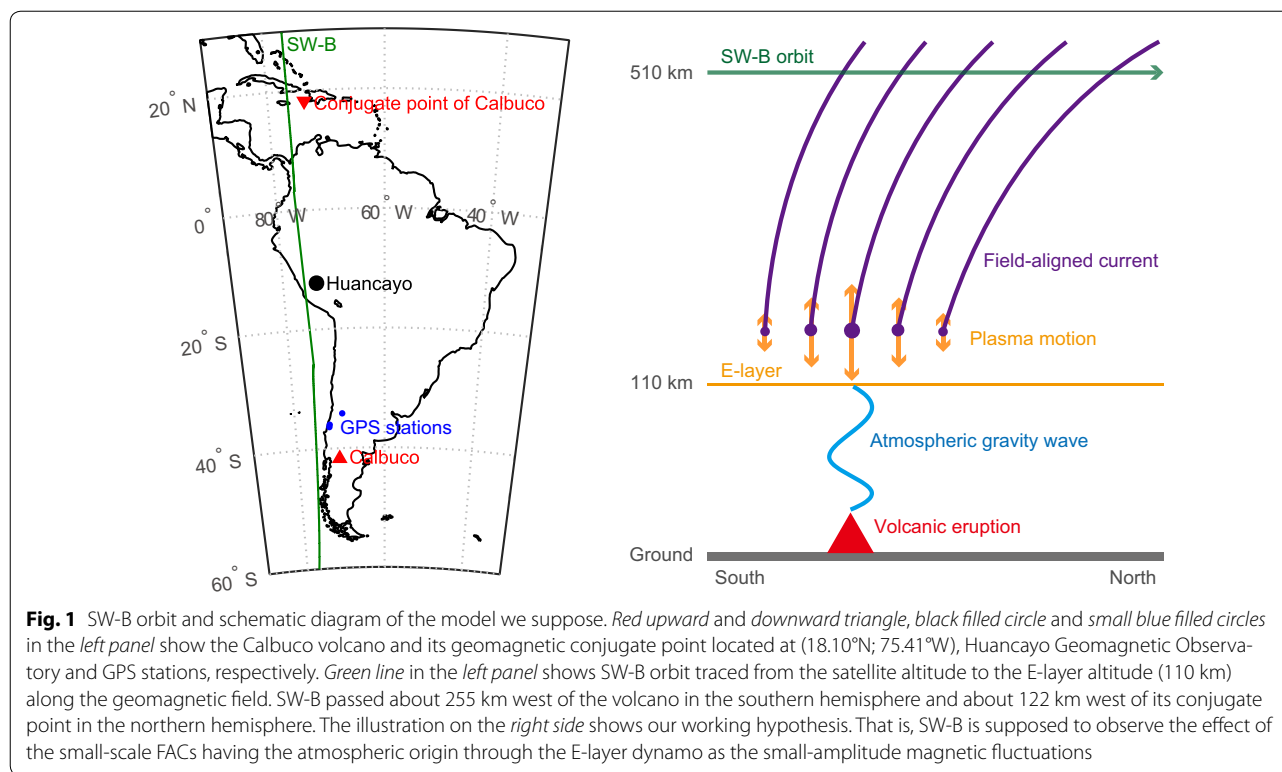 SW-B
20° N
Conjugate point of Calbuco
0°
80° W
60° W
40° W
Huancayo
20° S
GPS stations
40° S
Calbuco
60° S
SW-B orbit
510 km
Field-aligned current
Plasma motion
E-layer
110 km
Atmospheric gravity wave
Volcanic eruption
Ground
South
North
Fig. 1 SW-B orbit and schematic diagram of the model we suppose. Red upward and downward triangle, black filled circle and small blue filled circles
in the left panel show the Calbuco volcano and its geomagnetic conjugate point located at (18.10°N; 75.41°W), Huancayo Geomagnetic Observa-
tory and GPS stations, respectively. Green line in the left panel shows SW-B orbit traced from the satellite altitude to the E-layer altitude (110 km)
along the geomagnetic field. SW-B passed about 255 km west of the volcano in the southern hemisphere and about 122 km west of its conjugate
point in the northern hemisphere. The illustration on the right side shows our working hypothesis. That is, SW-B is supposed to observe the effect of
the small-scale FACs having the atmospheric origin through the E-layer dynamo as the small-amplitude magnetic fluctuations